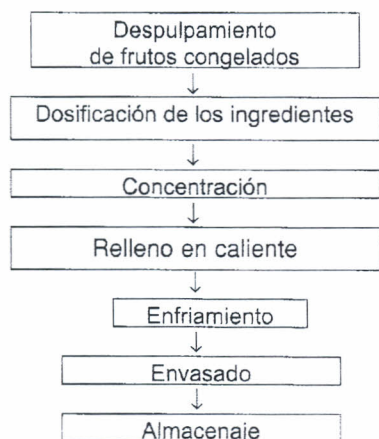 Despulpamiento
de frutos congelados
Dosificación de los ingredientes
Concentración
Relleno en caliente
Enfriamiento
Envasado
Almacenaje